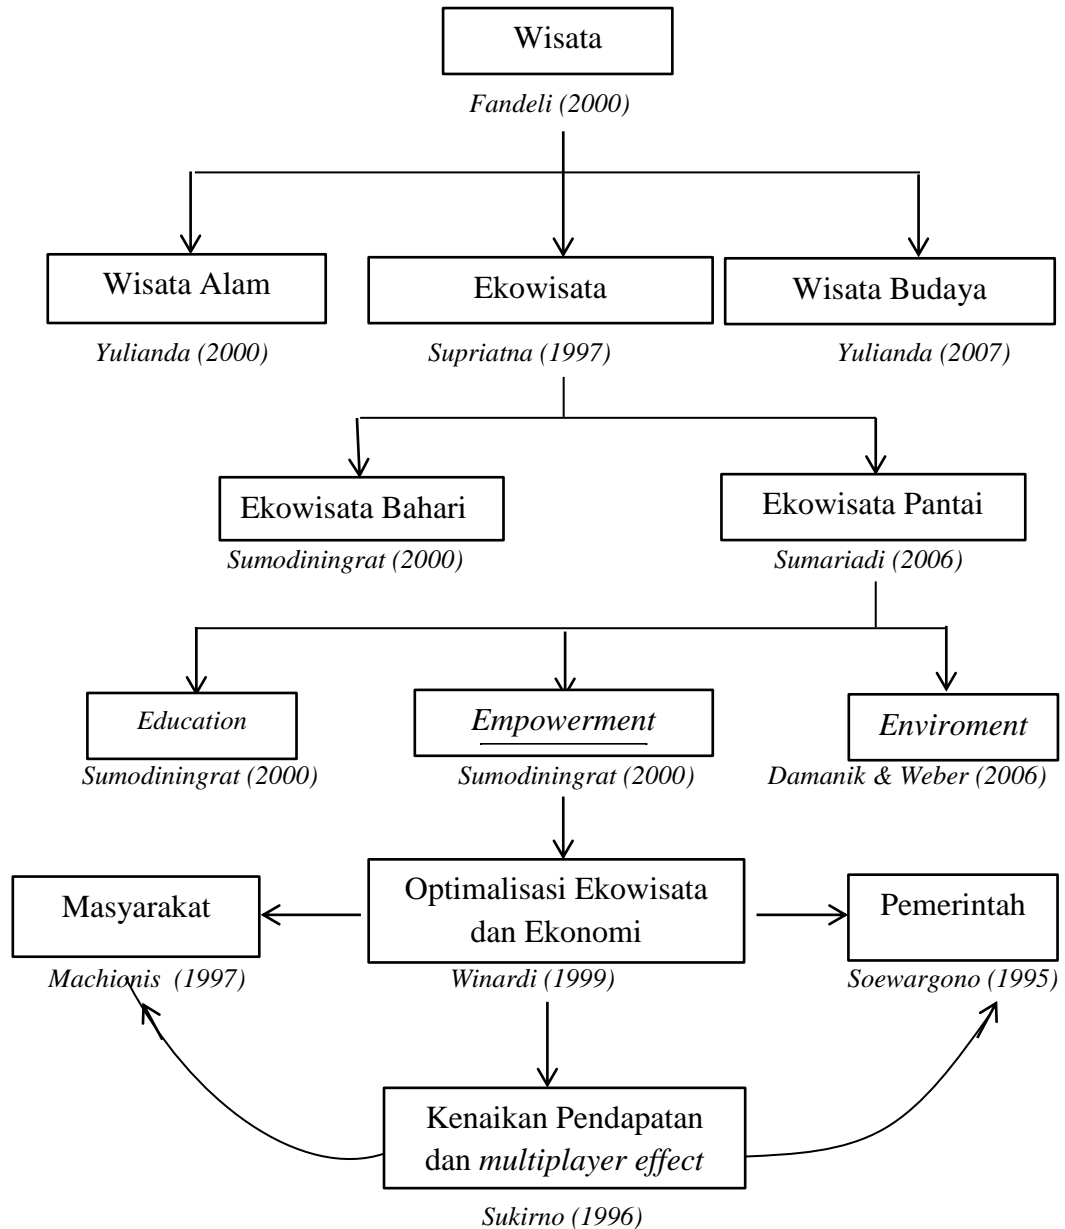 Wisata
Fandeli (2000)
Wisata Alam
Ekowisata
Wisata Budaya
Yulianda (2000)
Supriatna (1997)
Yulianda (2007)
Ekowisata Bahari
Ekowisata Pantai
Sumodiningrat (2000)
Sumariadi (2006)
Education
Empowerment
Enviroment
Sumodiningrat (2000)
Sumodiningrat (2000)
Damanik & Weber (2006)
Masyarakat
Optimalisasi Ekowisata
dan Ekonomi
Pemerintah
Machionis (1997)
Winardi (1999)
Soewargono (1995)
Kenaikan Pendapatan
dan multiplayer effect
Sukirno (1996)